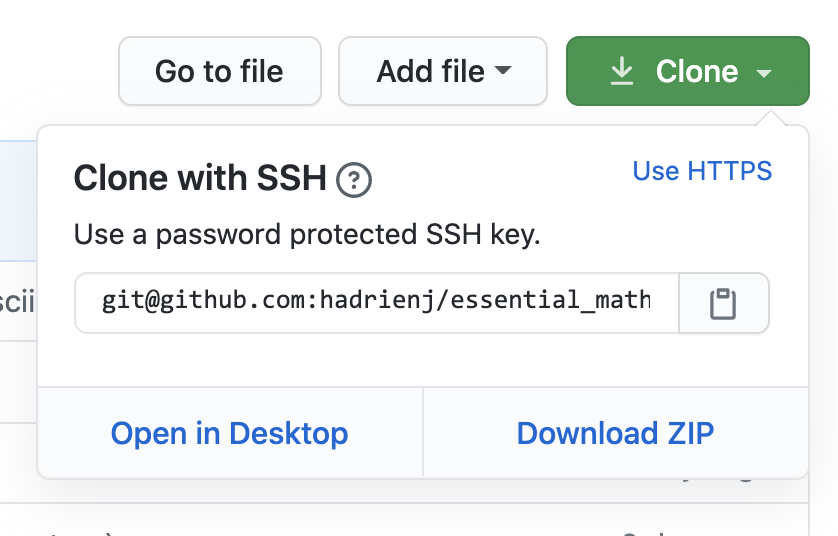 Go to file
Add file
Clone
Clone with SSH
Use HTTPS
Use a password protected SSH key.
git@github.com:hadrienj/essential_math
Open in Desktop
Download ZIP